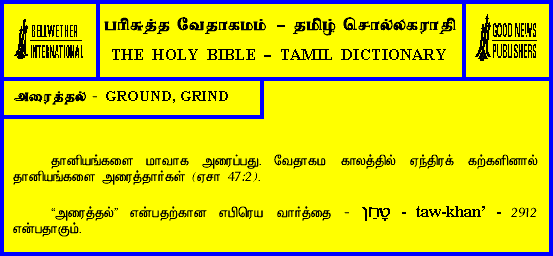 BELLWETHER
INTERNATIONAL
பரிசுத்த வேதாகமம் – தமிழ் சொல்லகராதி
THE HOLY BIBLE – TAMIL DICTIONARY
GOOD NEWS
PUBLISHERS
அரைத்தல் - GROUND, GRIND
தானியங்களை மாவாக அரைப்பது. வேதாகம காலத்தில் ஏந்திரக் கற்களினால்
தானியங்களை அரைத்தார்கள் (ஏசா 47:2).
“அரைத்தல்” என்பதற்கான எபிரெய வார்த்தை - טָחַן - taw-khan’ - 2912
என்பதாகும்.